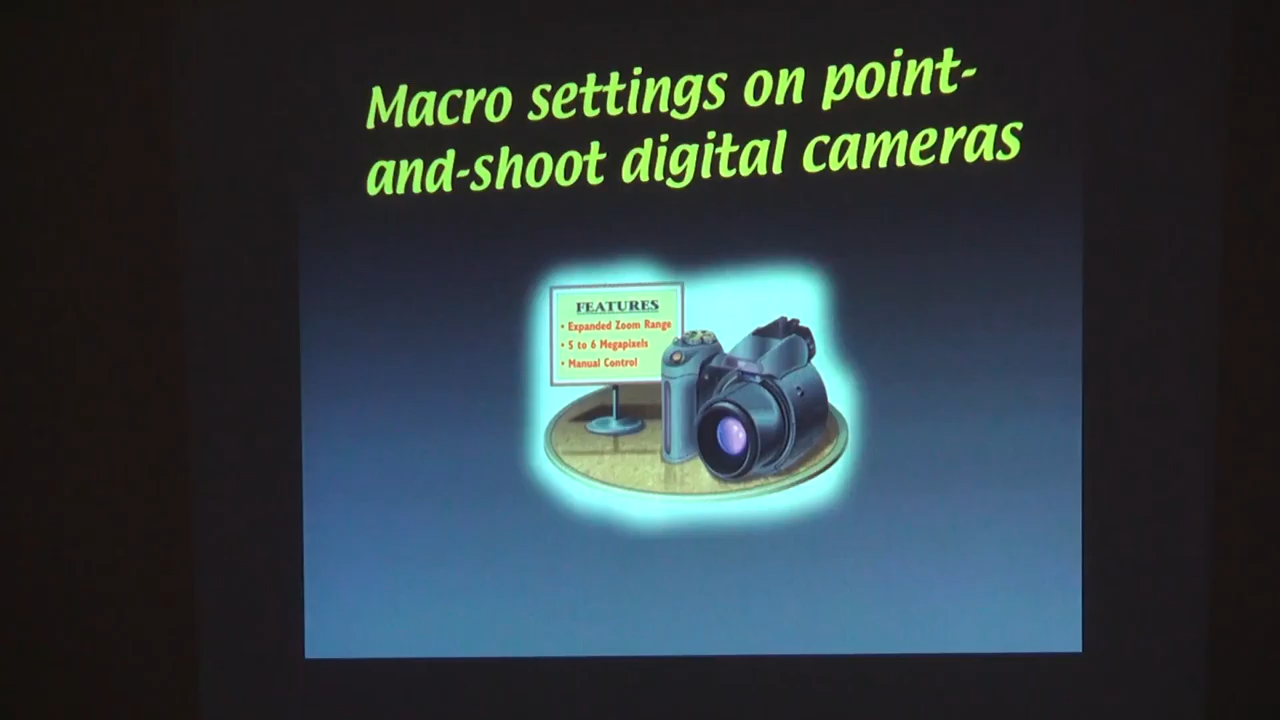 Macro settings on point-
and-shoot digital cameras
FEATURES
• Expanded Zoom Range
• 5 to 6 Megapixels
• Manual Control